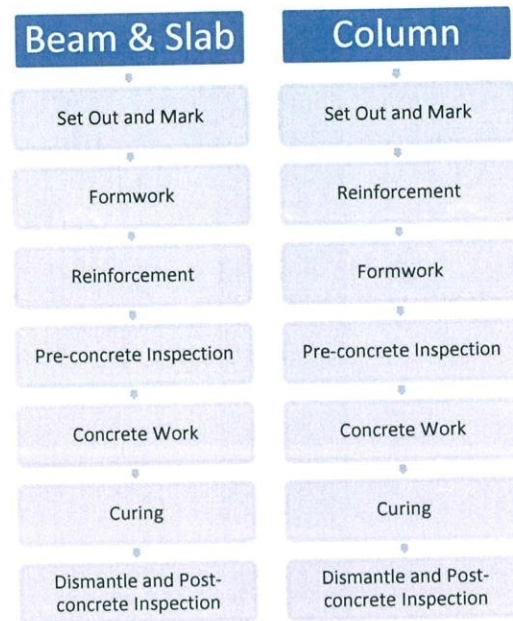 Beam & Slab
Set Out and Mark
Formwork
Reinforcement
Pre-concrete Inspection
Concrete Work
Curing
Dismantle and Post-
concrete Inspection
Column
Set Out and Mark
Reinforcement
Formwork
Pre-concrete Inspection
Concrete Work
Curing
Dismantle and Post-
concrete Inspection